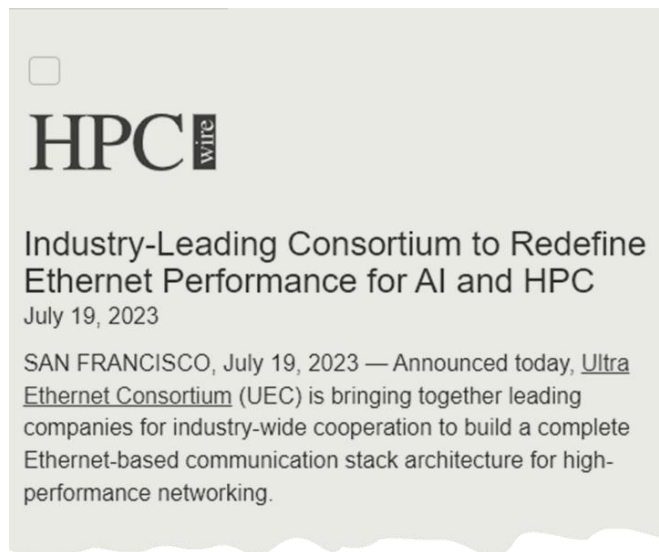 HPC wire
Industry-Leading Consortium to Redefine
Ethernet Performance for AI and HPC
July 19, 2023
SAN FRANCISCO, July 19, 2023 — Announced today, Ultra
Ethernet Consortium (UEC) is bringing together leading
companies for industry-wide cooperation to build a complete
Ethernet-based communication stack architecture for high-
performance networking.